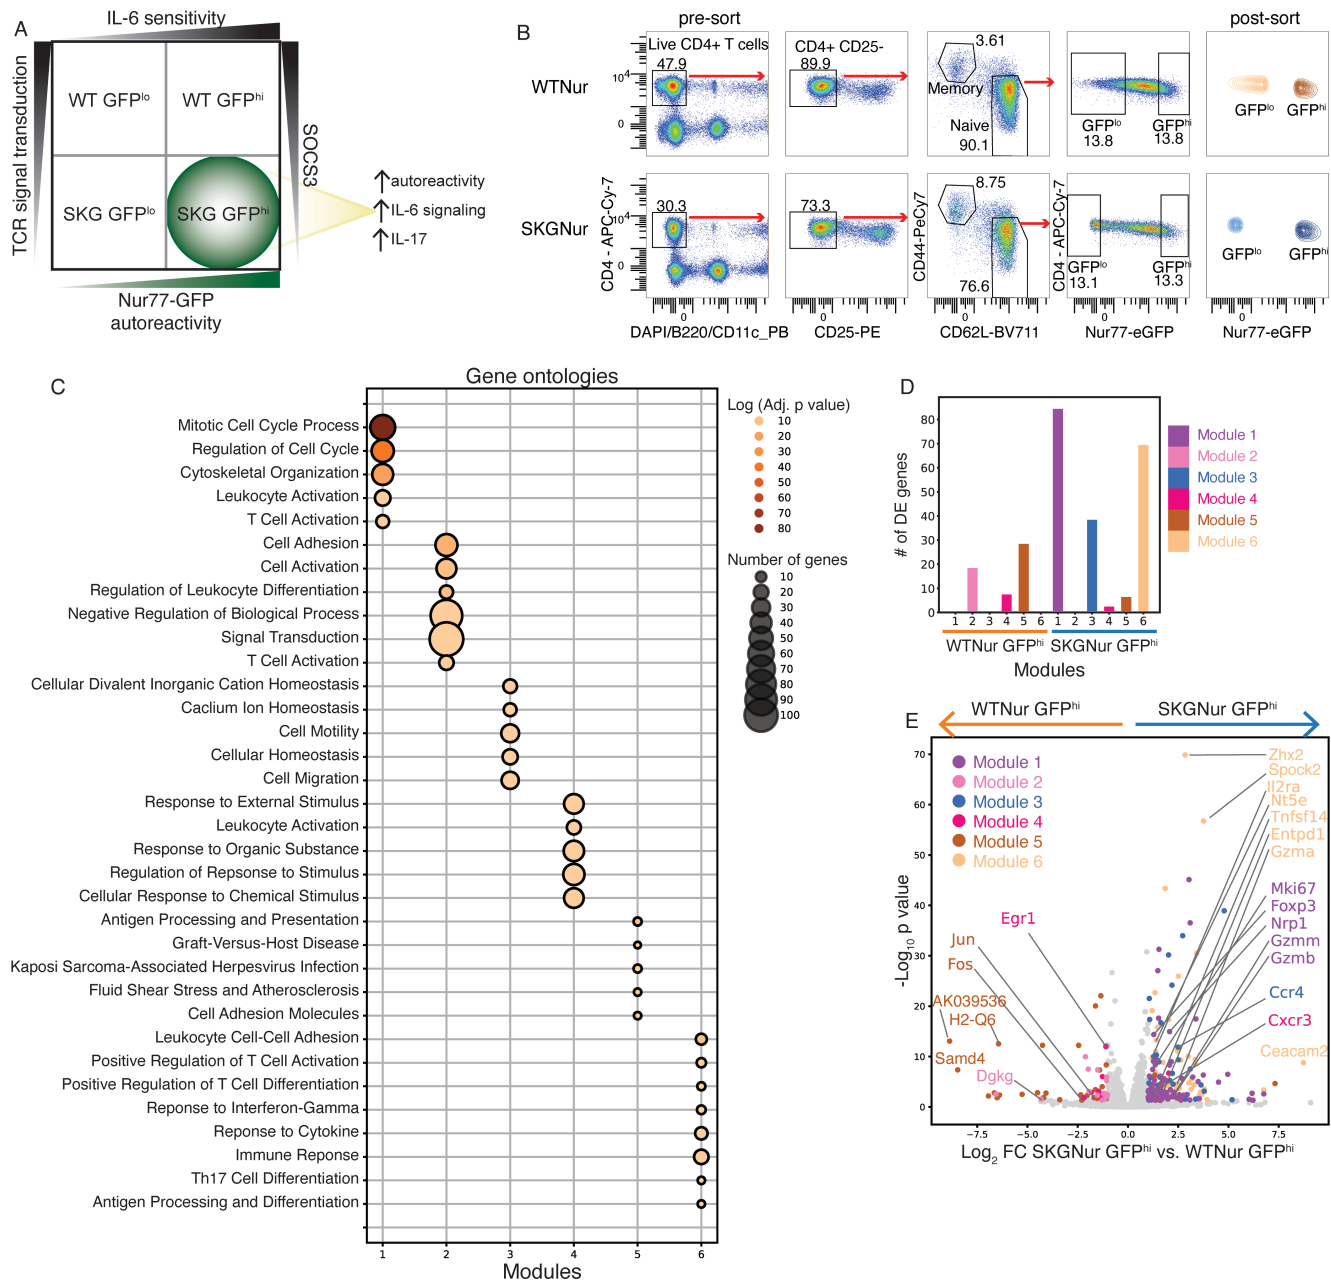 A
IL-6 sensitivity
TCR signal transduction
WT GFPlo
WT GFPhi
SKG GFPlo
SKG GFPhi
SOCS3
autoreactivity
IL-6 signaling
IL-17
Nur77-GFP
autoreactivity
B
pre-sort
post-sort
WTNur
SKGNur
Live CD4+ T cells
47.9
CD4+ CD25-
89.9
3.61
Memory
Naive
90.1
GFPlo
13.8
GFPhi
13.8
GFPlo
GFPhi
10^4
0
30.3
73.3
8.75
76.6
GFPlo
13.1
GFPhi
13.3
GFPlo
GFPhi
10^4
0
CD4 - APC-Cy-7
CD44-PeCy7
CD4 - APC-Cy-7
0
0
0
0
0
DAPI/B220/CD11c_PB
CD25-PE
CD62L-BV711
Nur77-eGFP
Nur77-eGFP
C
Gene ontologies
Mitotic Cell Cycle Process
Regulation of Cell Cycle
Cytoskeletal Organization
Leukocyte Activation
T Cell Activation
Cell Adhesion
Cell Activation
Regulation of Leukocyte Differentiation
Negative Regulation of Biological Process
Signal Transduction
T Cell Activation
Cellular Divalent Inorganic Cation Homeostasis
Caclium Ion Homeostasis
Cell Motility
Cellular Homeostasis
Cell Migration
Response to External Stimulus
Leukocyte Activation
Response to Organic Substance
Regulation of Repsonse to Stimulus
Cellular Response to Chemical Stimulus
Antigen Processing and Presentation
Graft-Versus-Host Disease
Kaposi Sarcoma-Associated Herpesvirus Infection
Fluid Shear Stress and Atherosclerosis
Cell Adhesion Molecules
Leukocyte Cell-Cell Adhesion
Positive Regulation of T Cell Activation
Positive Regulation of T Cell Differentiation
Reponse to Interferon-Gamma
Reponse to Cytokine
Immune Reponse
Th17 Cell Differentiation
Antigen Processing and Differentiation
1 2 3 4 5 6
Modules
Log (Adj. p value)
10
20
30
40
50
60
70
80
Number of genes
10
20
30
40
50
60
70
80
90
100
D
# of DE genes
80
70
60
50
40
30
20
10
0
1 2 3 4 5 6 1 2 3 4 5 6
WTNur GFPhi
SKGNur GFPhi
Modules
Module 1
Module 2
Module 3
Module 4
Module 5
Module 6
E
WTNur GFPhi
SKGNur GFPhi
-Log10 p value
70
60
50
40
30
20
10
0
Module 1
Module 2
Module 3
Module 4
Module 5
Module 6
Zhx2
Spock2
Il2ra
Nt5e
Tnfsf14
Entpd1
Gzma
Mki67
Foxp3
Nrp1
Gzmm
Gzmb
Ccr4
Cxcr3
Ceacam2
Egr1
Jun
Fos
AK039536
H2-Q6
Samd4
Dgkg
−7.5 −5.0 −2.5 0.0 2.5 5.0 7.5
Log2 FC SKGNur GFPhi vs. WTNur GFPhi